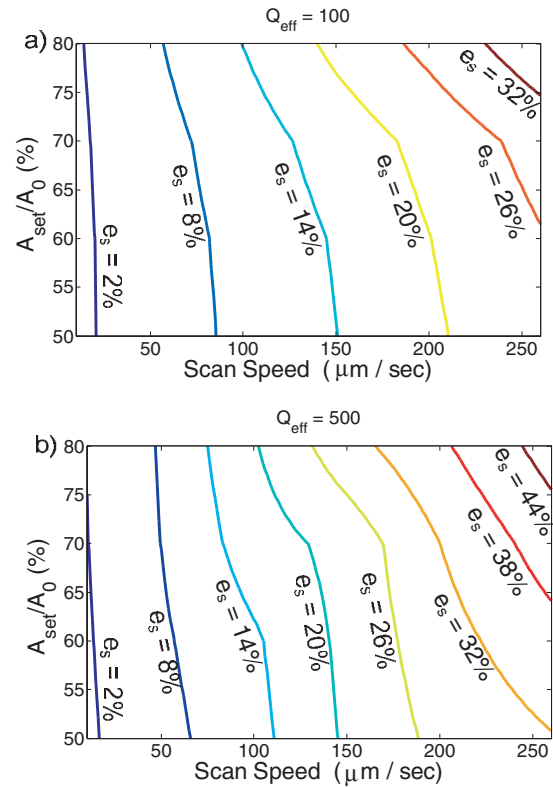 Q_eff = 100
a)
80
75
70
65
60
55
50
A_set/A_0 (%)
e_s = 2%
e_s = 8%
e_s = 14%
e_s = 20%
e_s = 26%
e_s = 32%
50 100 150 200 250
Scan Speed ( μm / sec)
Q_eff = 500
b)
80
75
70
65
60
55
50
A_set/A_0 (%)
e_s = 2%
e_s = 8%
e_s = 14%
e_s = 20%
e_s = 26%
e_s = 32%
e_s = 38%
e_s = 44%
50 100 150 200 250
Scan Speed ( μm / sec)